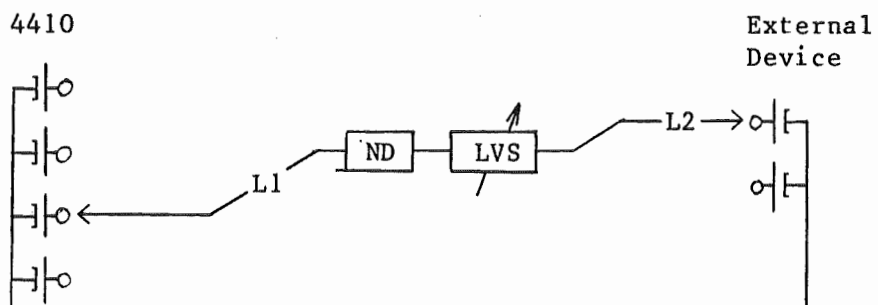 4410
External
Device
L2
ND
LVS
L1